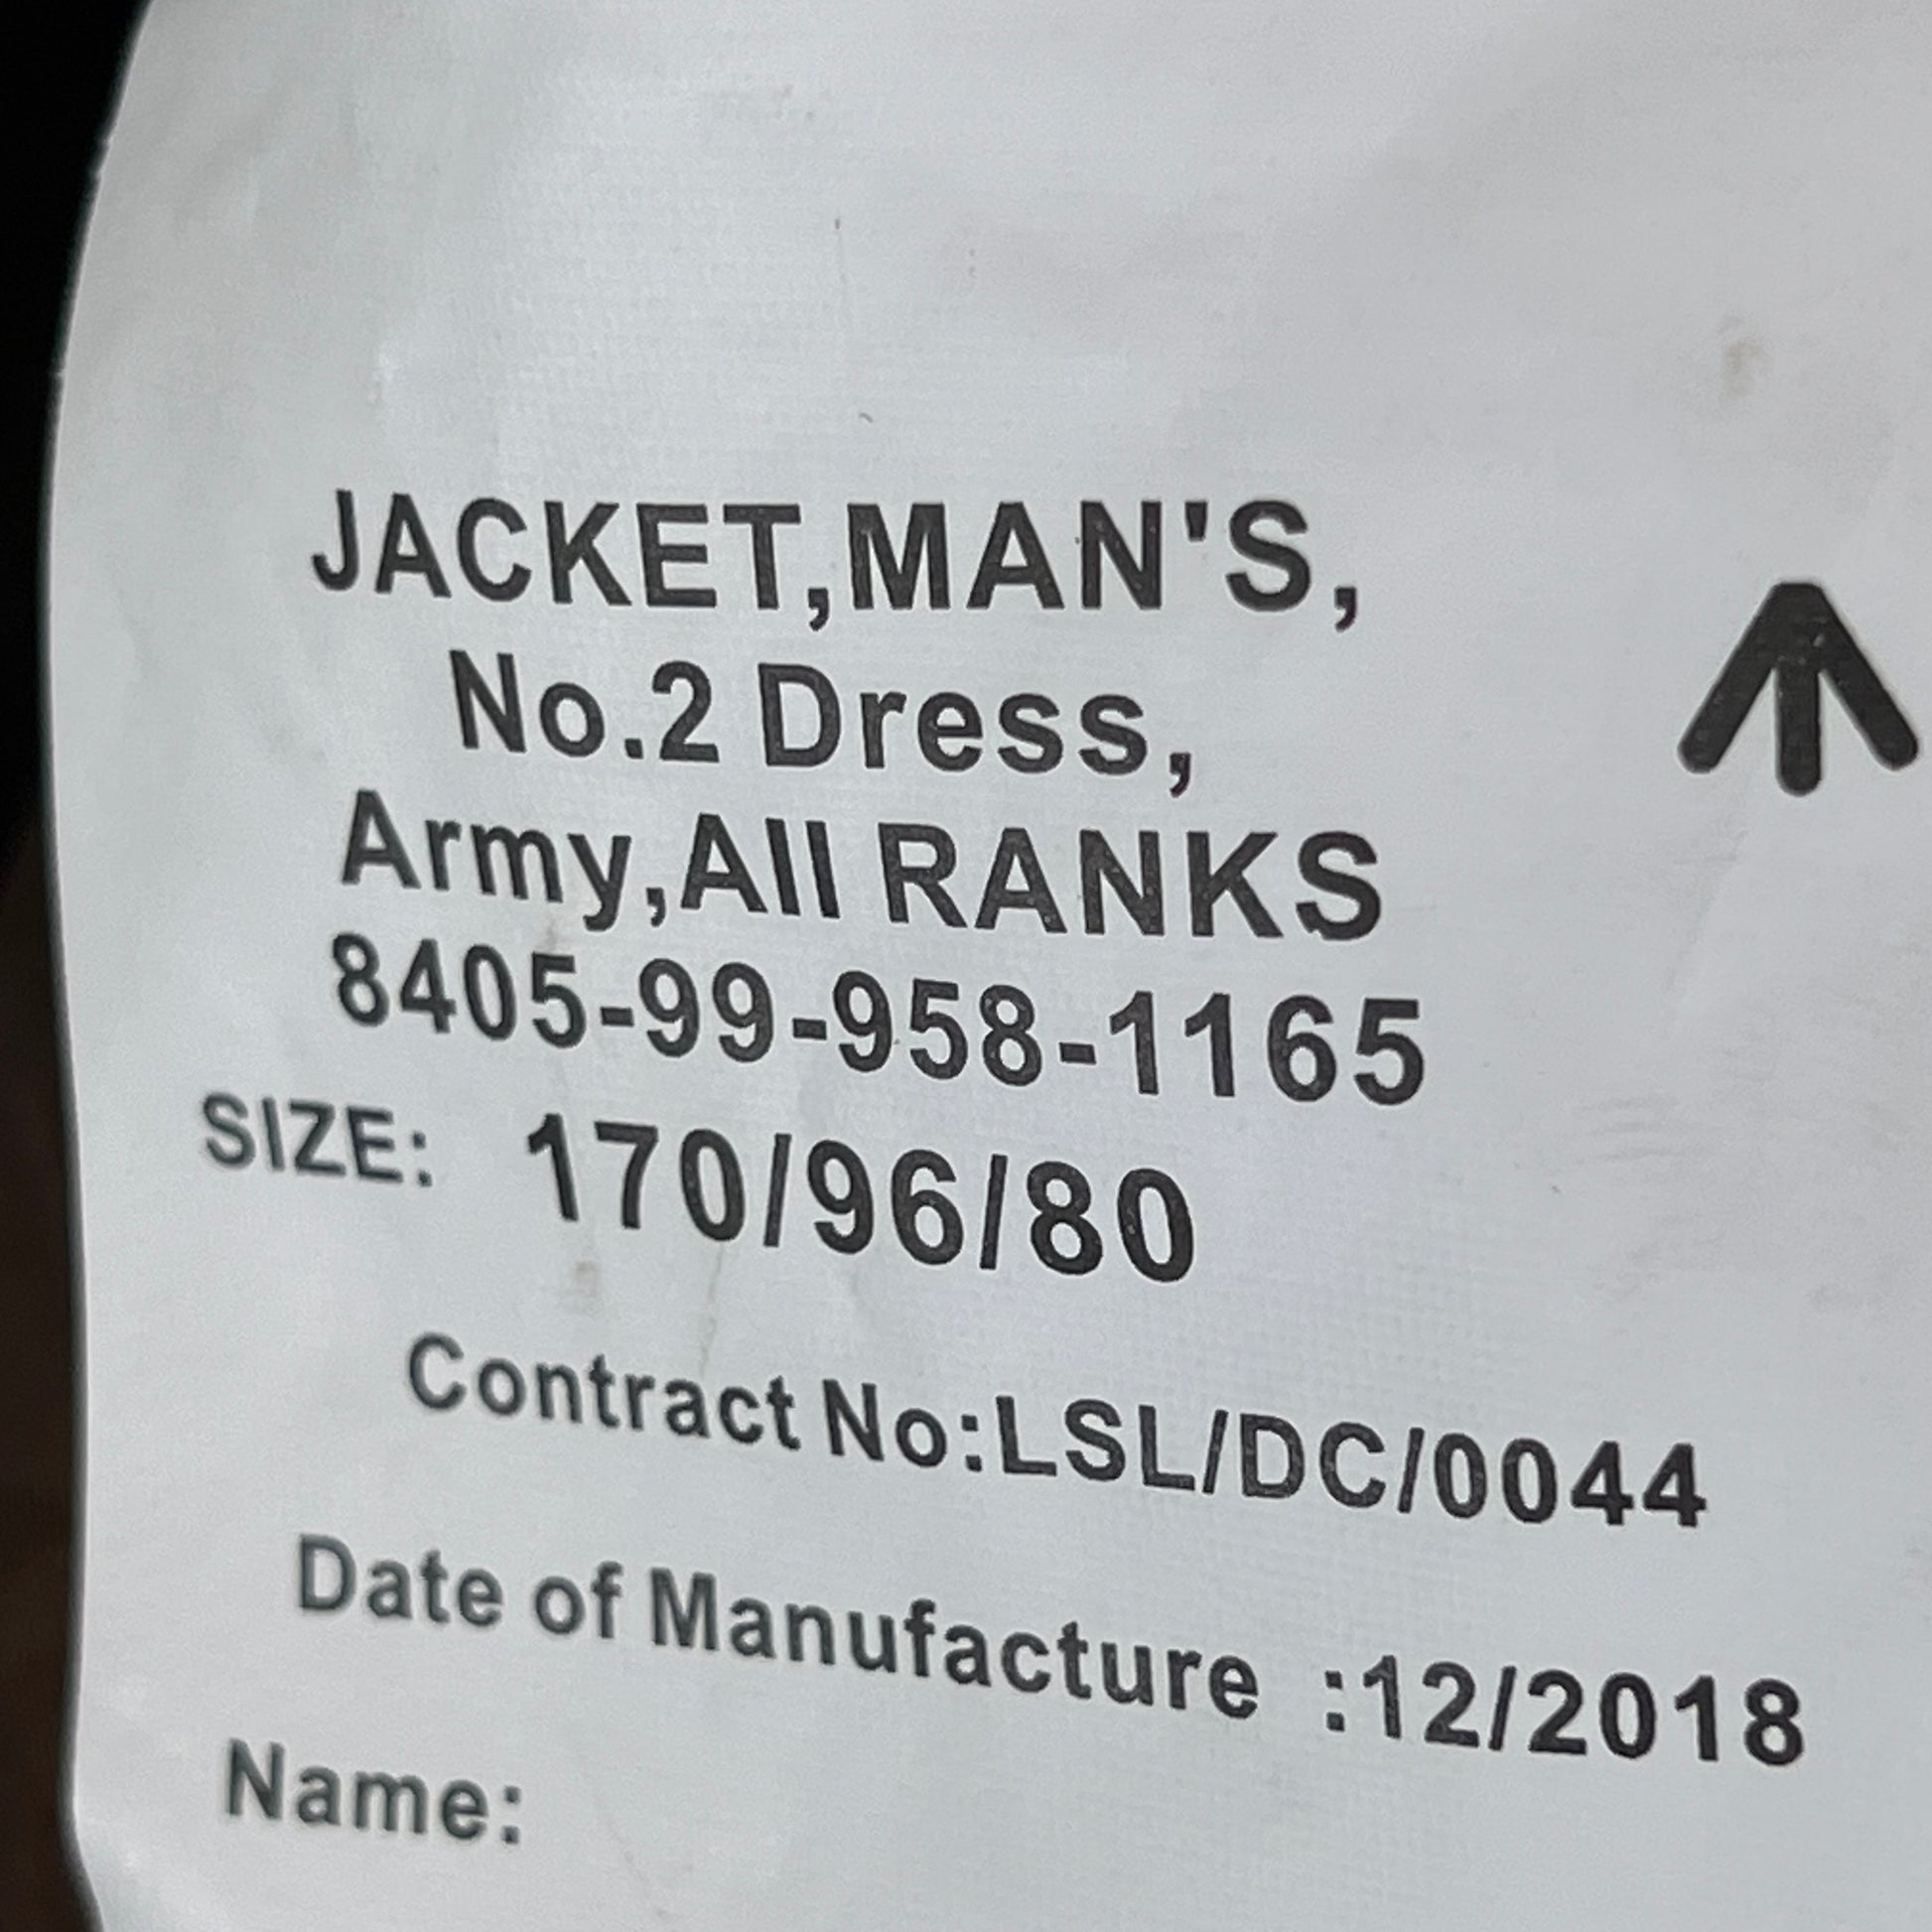 JACKET,MAN'S,
No.2 Dress,
Army,All RANKS
8405-99-958-1165
SIZE: 170/96/80
Contract No:LSL/DC/0044
Date of Manufacture :12/2018
Name: